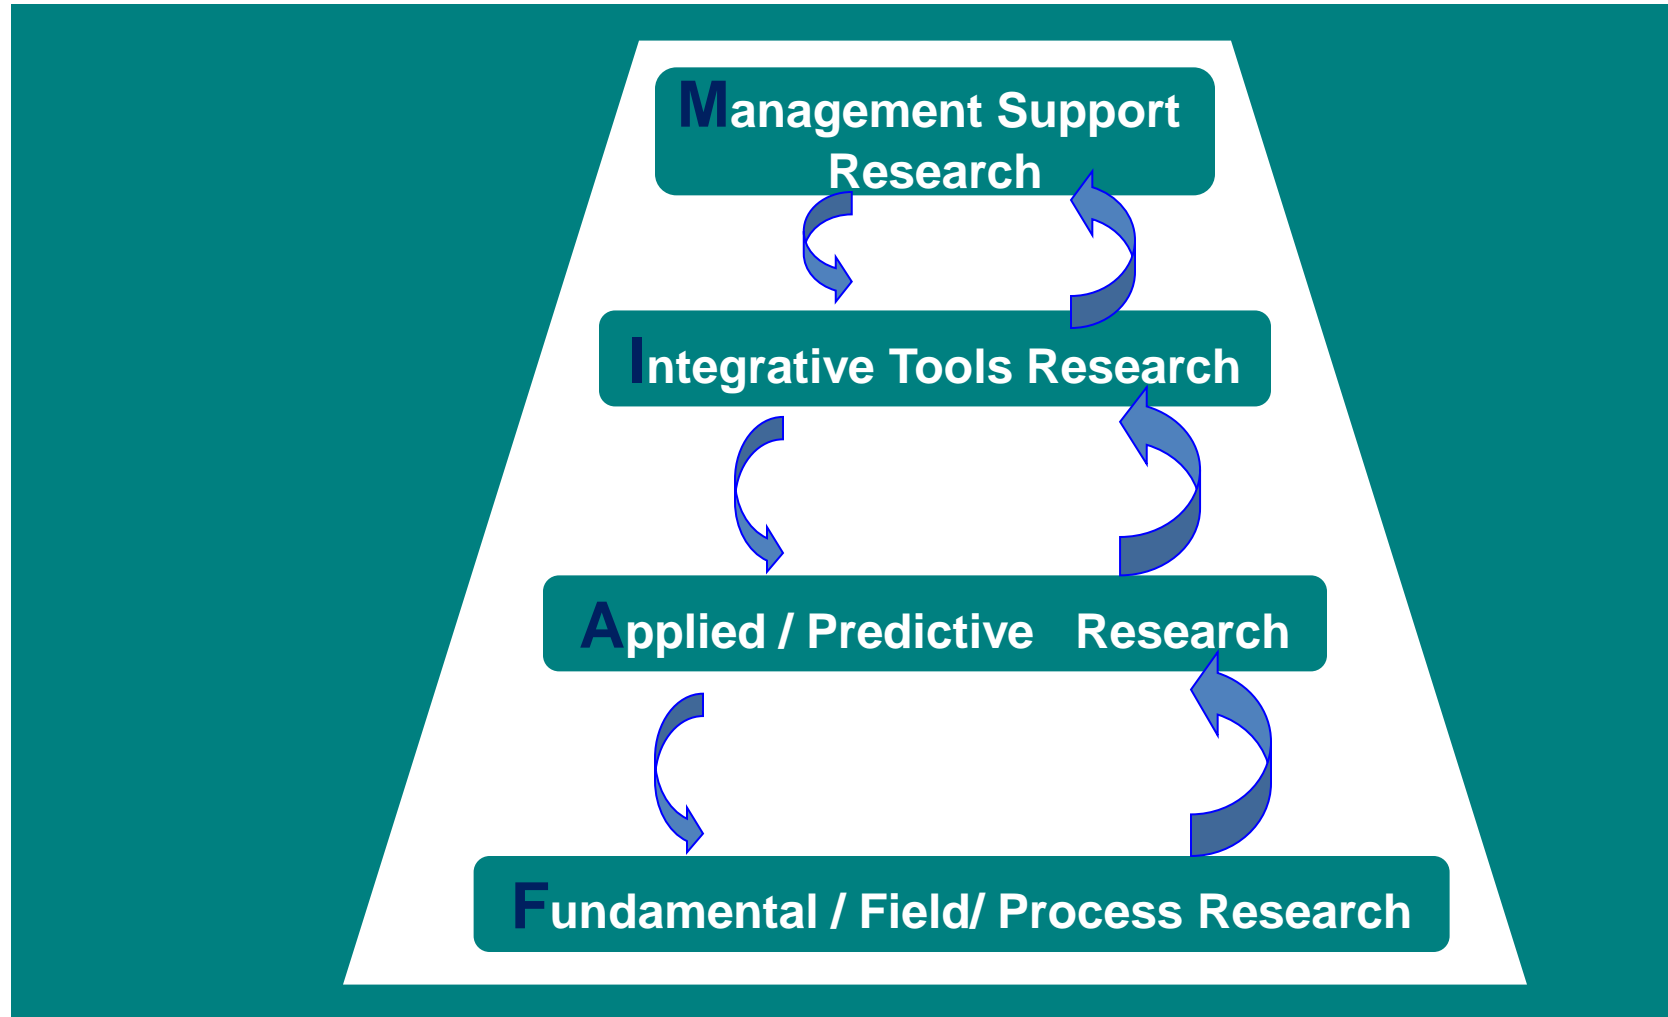 Management Support
Research
Integrative Tools Research
Applied / Predictive   Research
Fundamental / Field/ Process Research